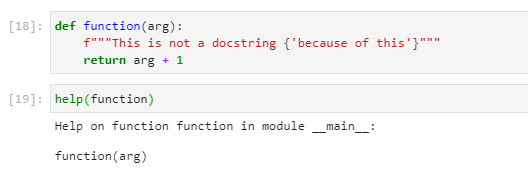 [18]: def function(arg):
f"""This is not a docstring {'because of this'}"""
return arg + 1
[19]: help(function)
Help on function function in module __main__:
function(arg)